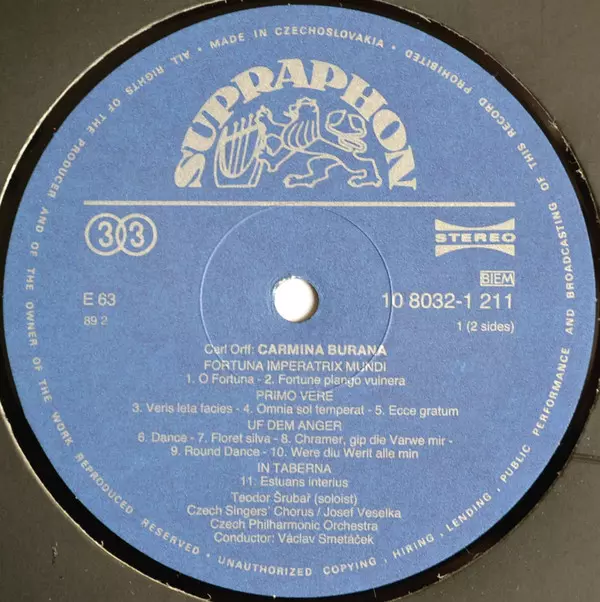 ALL RIGHTS OF THE PRODUCER AND OF THE OWNER OF THE WORK REPRODUCED RESERVED • UNAUTHORIZED COPYING, HIRING, LENDING, PUBLIC PERFORMANCE AND BROADCASTING OF THIS RECORD PROHIBITED • MADE IN CZECHOSLOVAKIA •
SUPRAPHON
33
STEREO
BIEM
E 63
10 8032-1 211
89 2
1 (2 sides)
Carl Orff: CARMINA BURANA
FORTUNA IMPERATRIX MUNDI
1. O Fortuna - 2. Fortune plango vulnera
PRIMO VERE
3. Veris leta facies - 4. Omnia sol temperat - 5. Ecce gratum
UF DEM ANGER
6. Dance - 7. Floret silva - 8. Chramer, gip die Varwe mir -
9. Round Dance - 10. Were diu Werlt alle min
IN TABERNA
11. Estuans interius
Teodor Šrubař (soloist)
Czech Singers' Chorus / Josef Veselka
Czech Philharmonic Orchestra
Conductor: Václav Smetáček